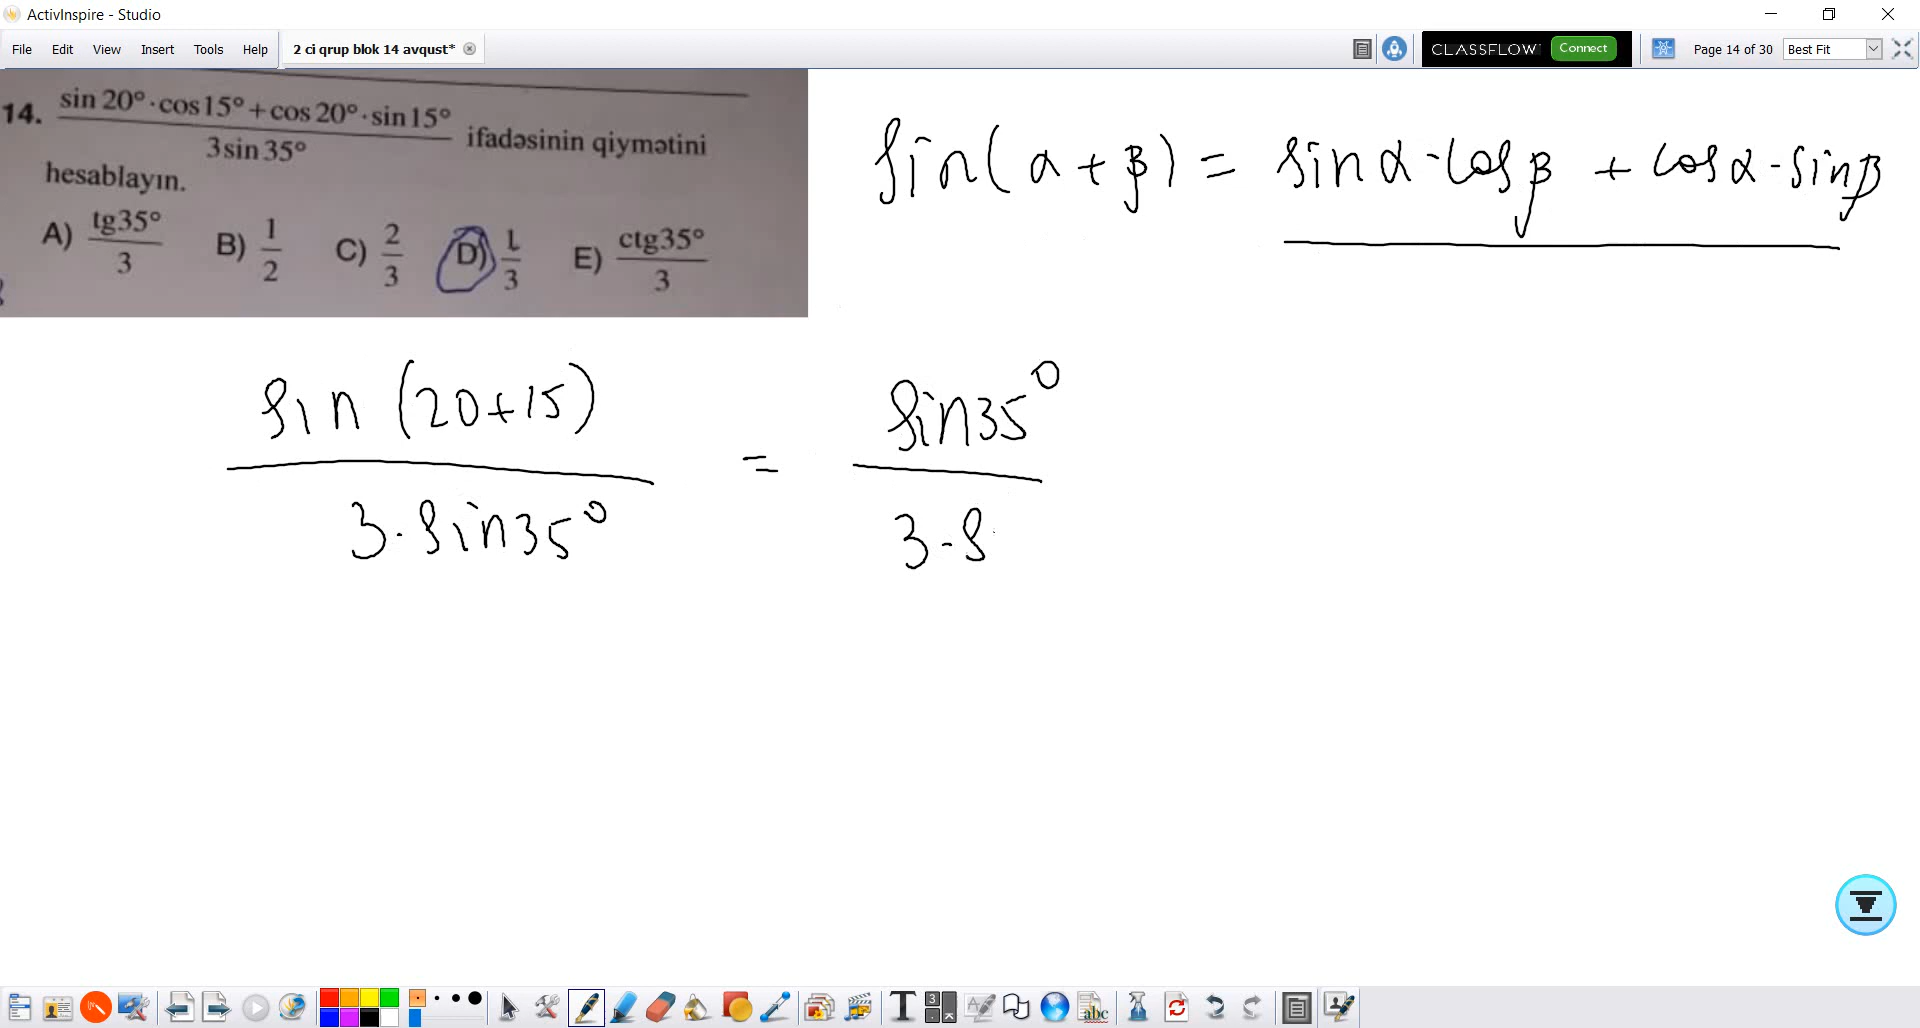 ActivInspire - Studio
File Edit View Insert Tools Help 2 ci qrup blok 14 avqust* CLASSFLOW Connect Page 14 of 30 Best Fit
14. sin 20° · cos 15° + cos 20° · sin 15° / 3 sin 35° ifadəsinin qiymətini
hesablayın.
A) tg35°/3 B) 1/2 C) 2/3 D) 1/3 E) ctg35°/3
sin(α+β) = sinα·cosβ + cosα·sinβ
sin(20+15) / 3·sin35° = sin35° / 3·s
T
abc